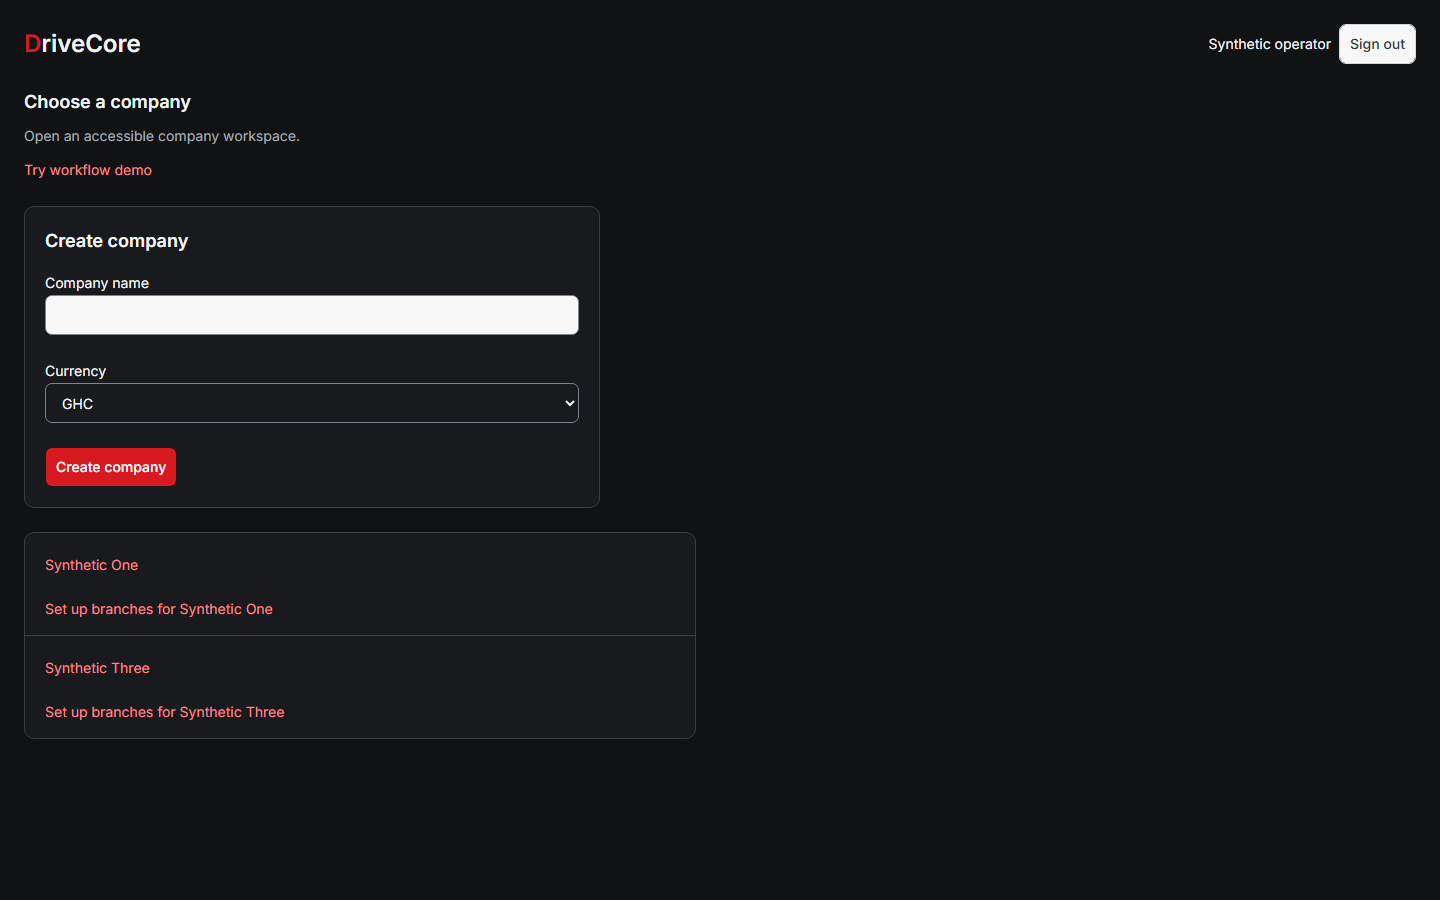 DriveCore
Synthetic operator
Sign out
Choose a company
Open an accessible company workspace.
Try workflow demo
Create company
Company name
Currency
GHC
Create company
Synthetic One
Set up branches for Synthetic One
Synthetic Three
Set up branches for Synthetic Three